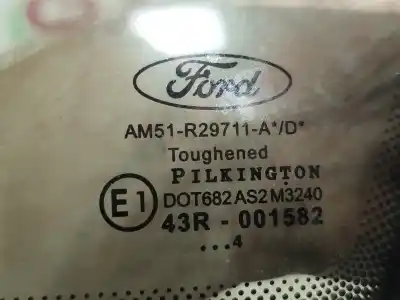 Ford
AM51-R29711-A*/D*
Toughened
PILKINGTON
E1 DOT682 AS2 M3240
43R - 001582
...4